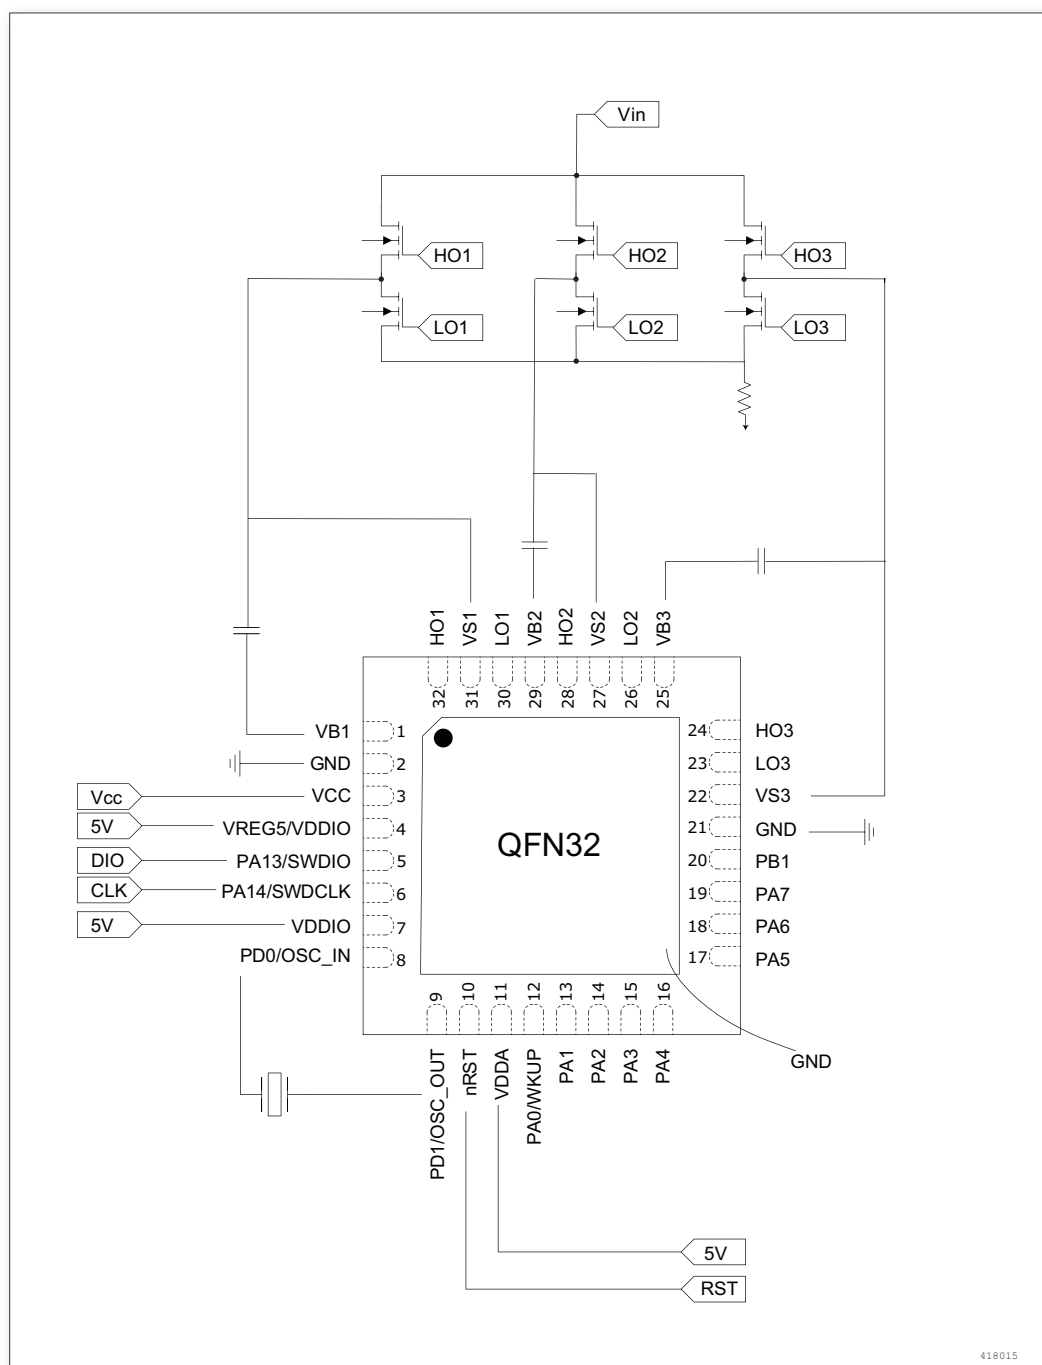 Vin
HO1
HO2
HO3
LO1
LO2
LO3
HO1
VS1
LO1
VB2
HO2
VS2
LO2
VB3
32
31
30
29
28
27
26
25
VB1 1
GND 2
Vcc VCC 3
5V VREG5/VDDIO 4
DIO PA13/SWDIO 5
CLK PA14/SWDCLK 6
5V VDDIO 7
PD0/OSC_IN 8
QFN32
24 HO3
23 LO3
22 VS3
21 GND
20 PB1
19 PA7
18 PA6
17 PA5
9
10
11
12
13
14
15
16
PD1/OSC_OUT
nRST
VDDA
PA0/WKUP
PA1
PA2
PA3
PA4
GND
5V
RST
418015